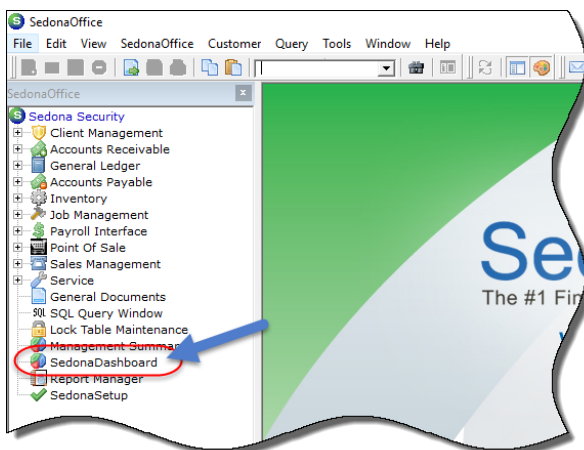 SedonaOffice
File Edit View SedonaOffice Customer Query Tools Window Help
SedonaOffice x
Sedona Security
Client Management
Accounts Receivable
General Ledger
Accounts Payable
Inventory
Job Management
Payroll Interface
Point Of Sale
Sales Management
Service
General Documents
SQL SQL Query Window
Lock Table Maintenance
Management Summar
SedonaDashboard
Report Manager
SedonaSetup
Se
The #1 Fin